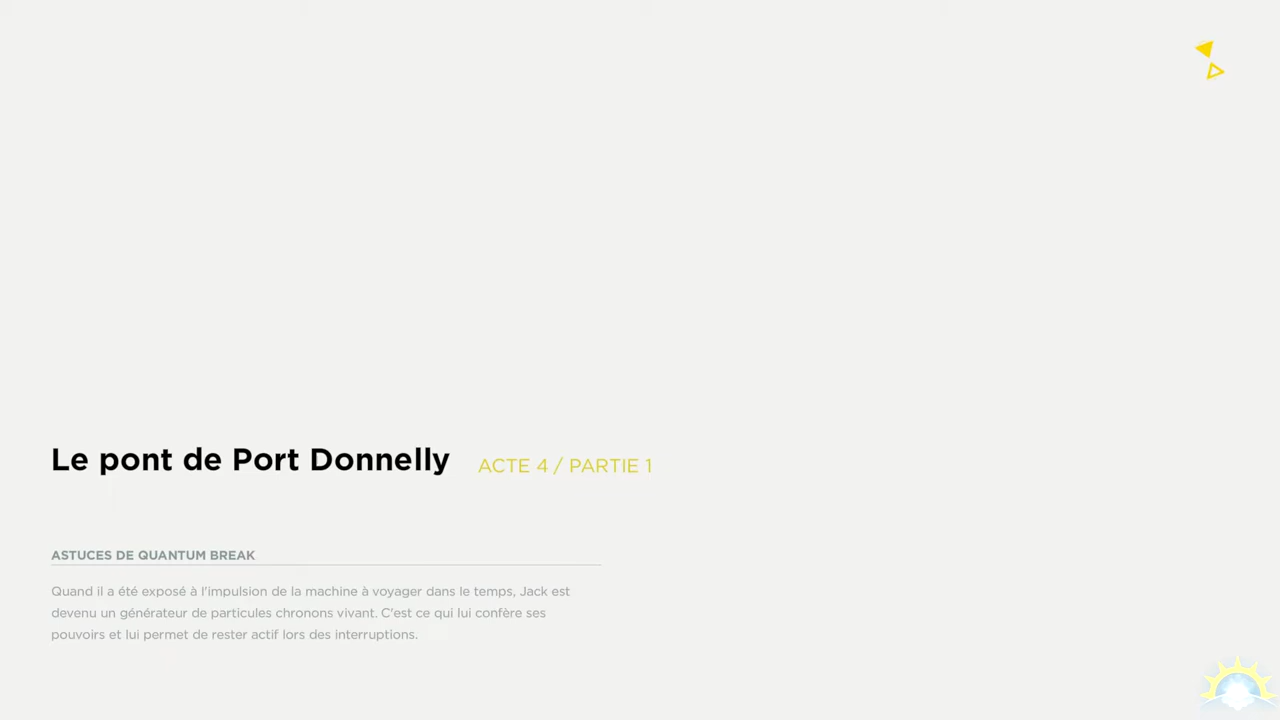 Le pont de Port Donnelly ACTE 4 / PARTIE 1
ASTUCES DE QUANTUM BREAK
Quand il a été exposé à l'impulsion de la machine à voyager dans le temps, Jack est
devenu un générateur de particules chronons vivant. C'est ce qui lui confère ses
pouvoirs et lui permet de rester actif lors des interruptions.